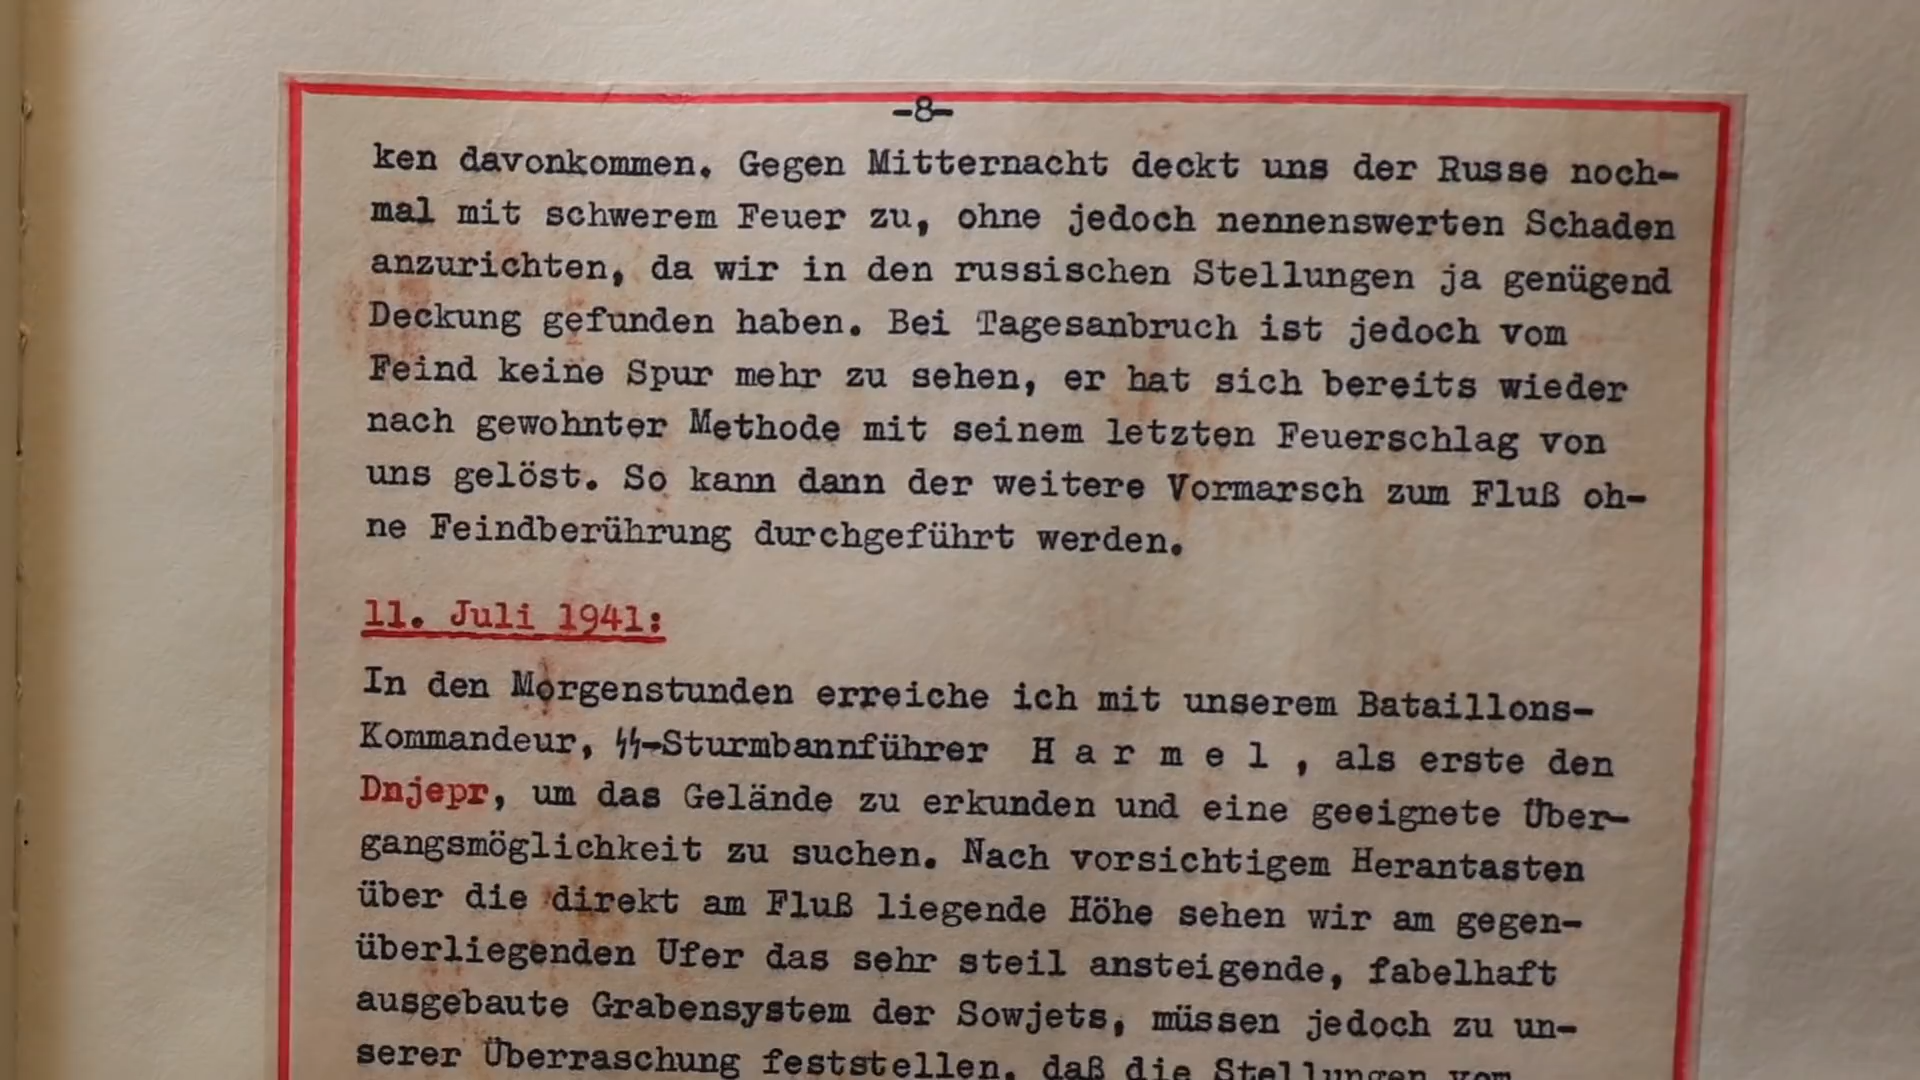 -8-
ken davonkommen. Gegen Mitternacht deckt uns der Russe noch-
mal mit schwerem Feuer zu, ohne jedoch nennenswerten Schaden
anzurichten, da wir in den russischen Stellungen ja genügend
Deckung gefunden haben. Bei Tagesanbruch ist jedoch vom
Feind keine Spur mehr zu sehen, er hat sich bereits wieder
nach gewohnter Methode mit seinem letzten Feuerschlag von
uns gelöst. So kann dann der weitere Vormarsch zum Fluß oh-
ne Feindberührung durchgeführt werden.
11. Juli 1941:
In den Morgenstunden erreiche ich mit unserem Bataillons-
Kommandeur, ᛋᛋ-Sturmbannführer H a r m e l , als erste den
Dnjepr, um das Gelände zu erkunden und eine geeignete Über-
gangsmöglichkeit zu suchen. Nach vorsichtigem Herantasten
über die direkt am Fluß liegende Höhe sehen wir am gegen-
überliegenden Ufer das sehr steil ansteigende, fabelhaft
ausgebaute Grabensystem der Sowjets, müssen jedoch zu un-
serer Überraschung feststellen, daß die Stellungen vom